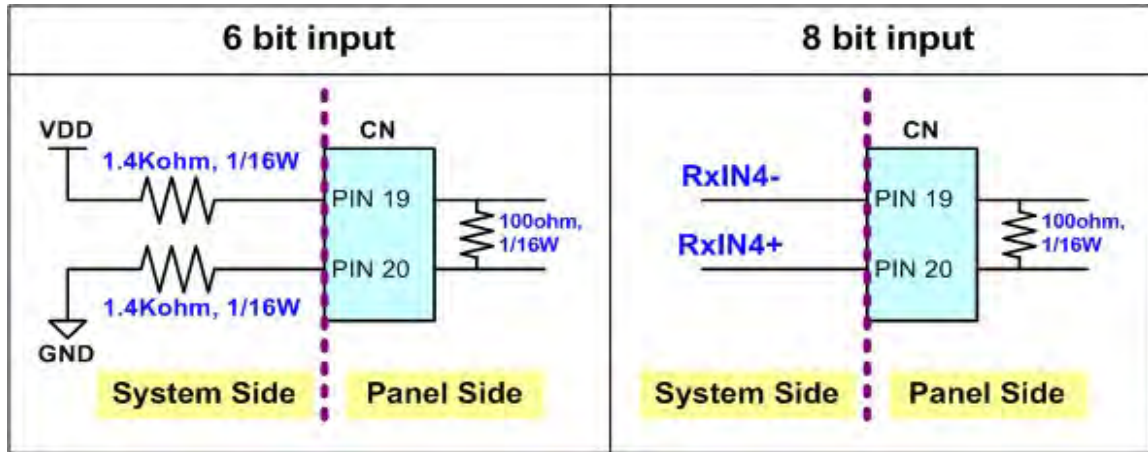 6 bit input
8 bit input
VDD
1.4Kohm, 1/16W
CN
PIN 19
PIN 20
100ohm,
1/16W
1.4Kohm, 1/16W
GND
System Side
Panel Side
CN
RxIN4-
PIN 19
RxIN4+
PIN 20
100ohm,
1/16W
System Side
Panel Side